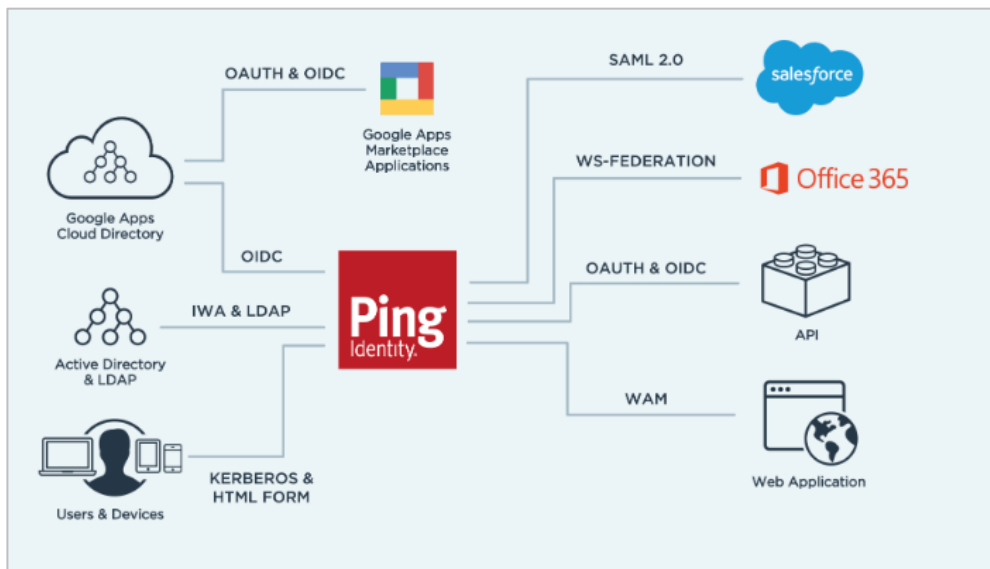 OAUTH & OIDC
Google Apps
Marketplace
Applications
Google Apps
Cloud Directory
OIDC
IWA & LDAP
Active Directory
& LDAP
KERBEROS &
HTML FORM
Users & Devices
Ping
Identity.
SAML 2.0
salesforce
WS-FEDERATION
Office 365
OAUTH & OIDC
API
WAM
Web Application